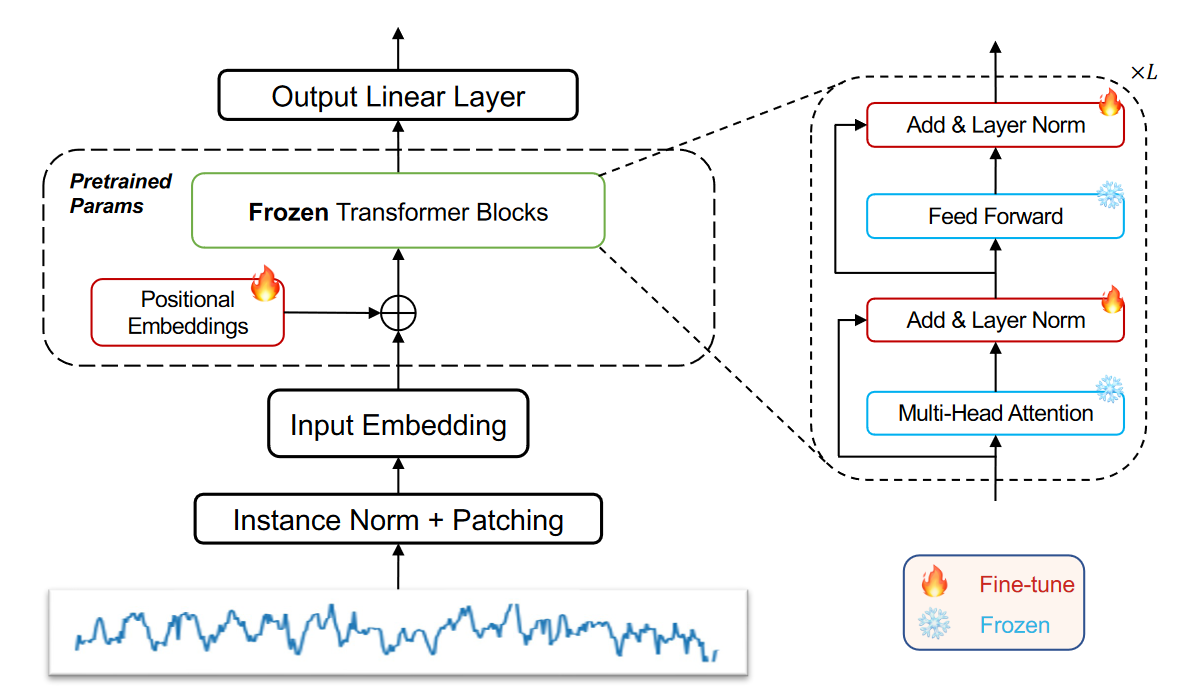 Output Linear Layer
Pretrained
Params
Frozen Transformer Blocks
Positional
Embeddings
Input Embedding
Instance Norm + Patching
×L
Add & Layer Norm
Feed Forward
Add & Layer Norm
Multi-Head Attention
Fine-tune
Frozen